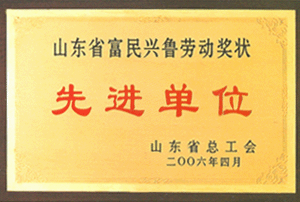 山东省富民兴鲁劳动奖状
先进单位
山东省总工会
二〇〇六年四月